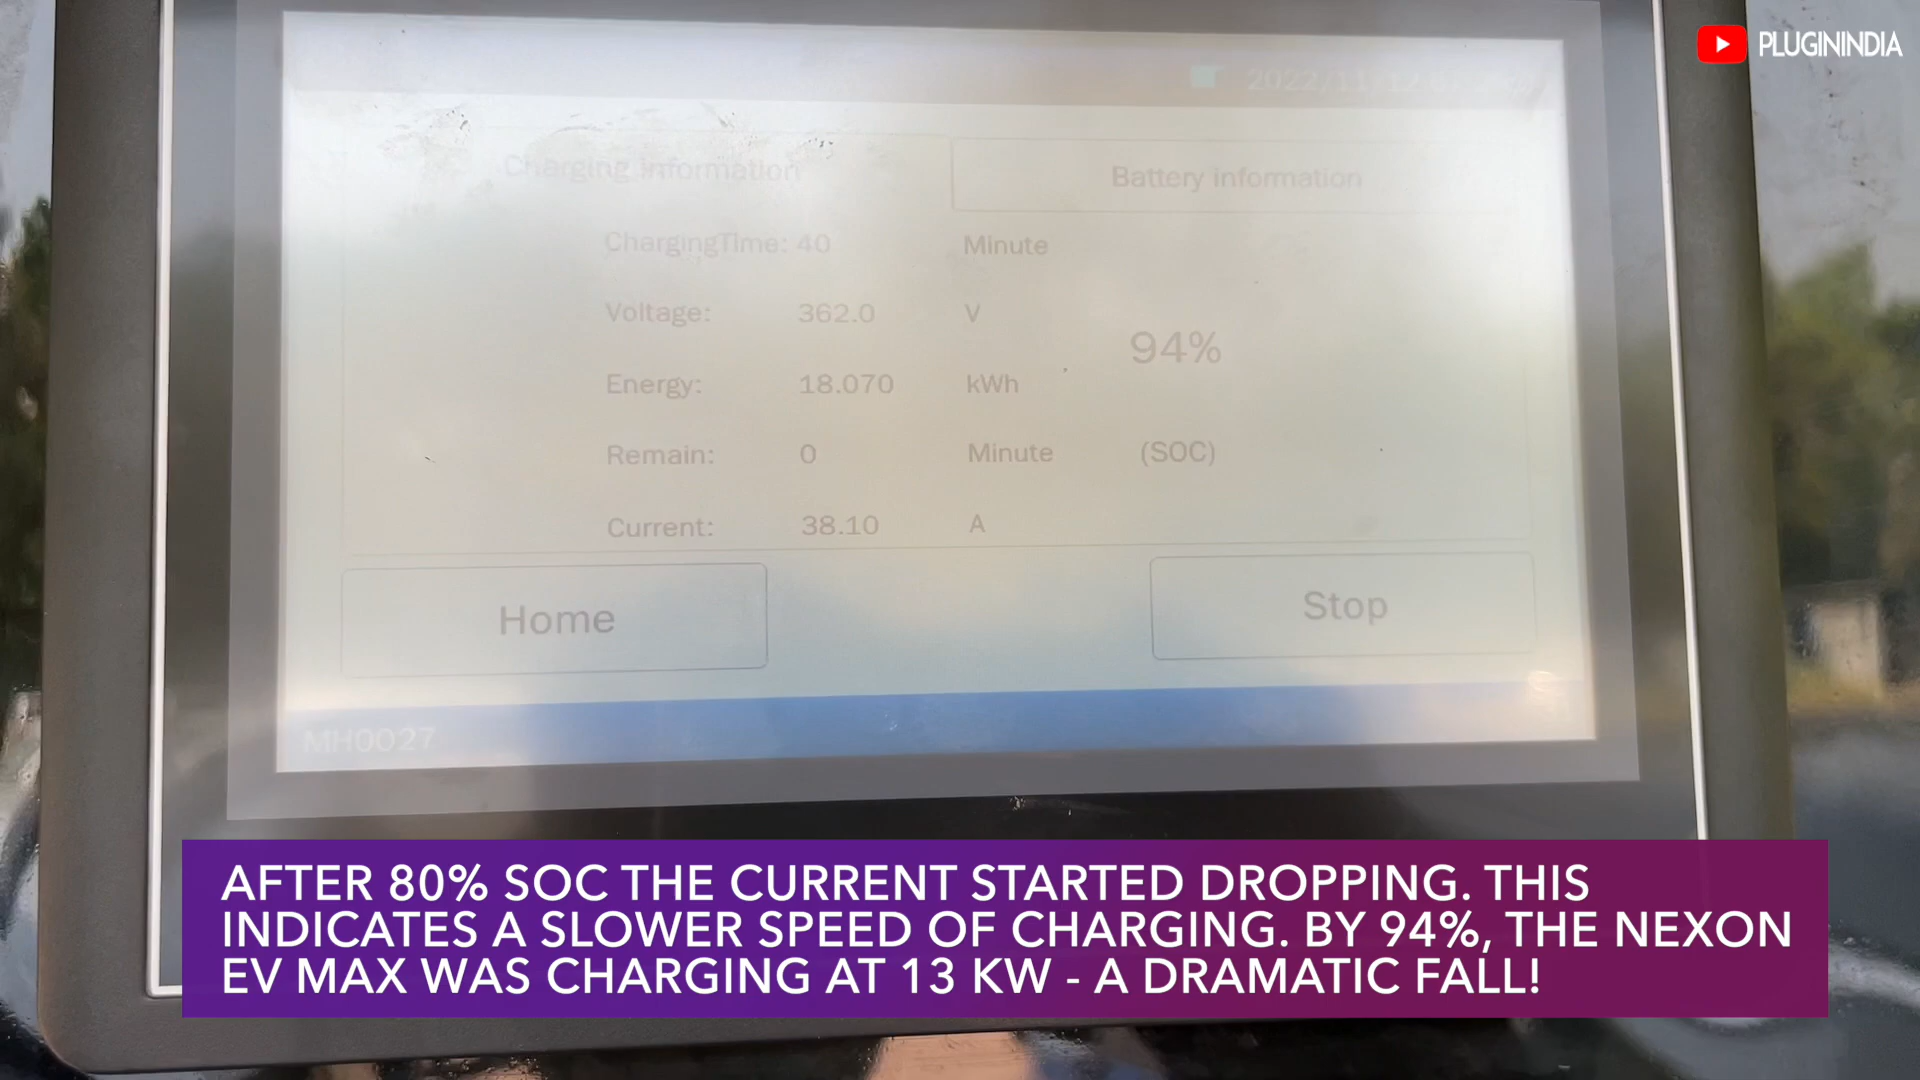 PLUGININDIA
Charging Information
Battery information
ChargingTime: 40 Minute
Voltage: 362.0 V
94%
Energy: 18.070 kWh
Remain: 0 Minute (SOC)
Current: 38.10 A
Home
Stop
MH0027
AFTER 80% SOC THE CURRENT STARTED DROPPING. THIS
INDICATES A SLOWER SPEED OF CHARGING. BY 94%, THE NEXON
EV MAX WAS CHARGING AT 13 KW - A DRAMATIC FALL!